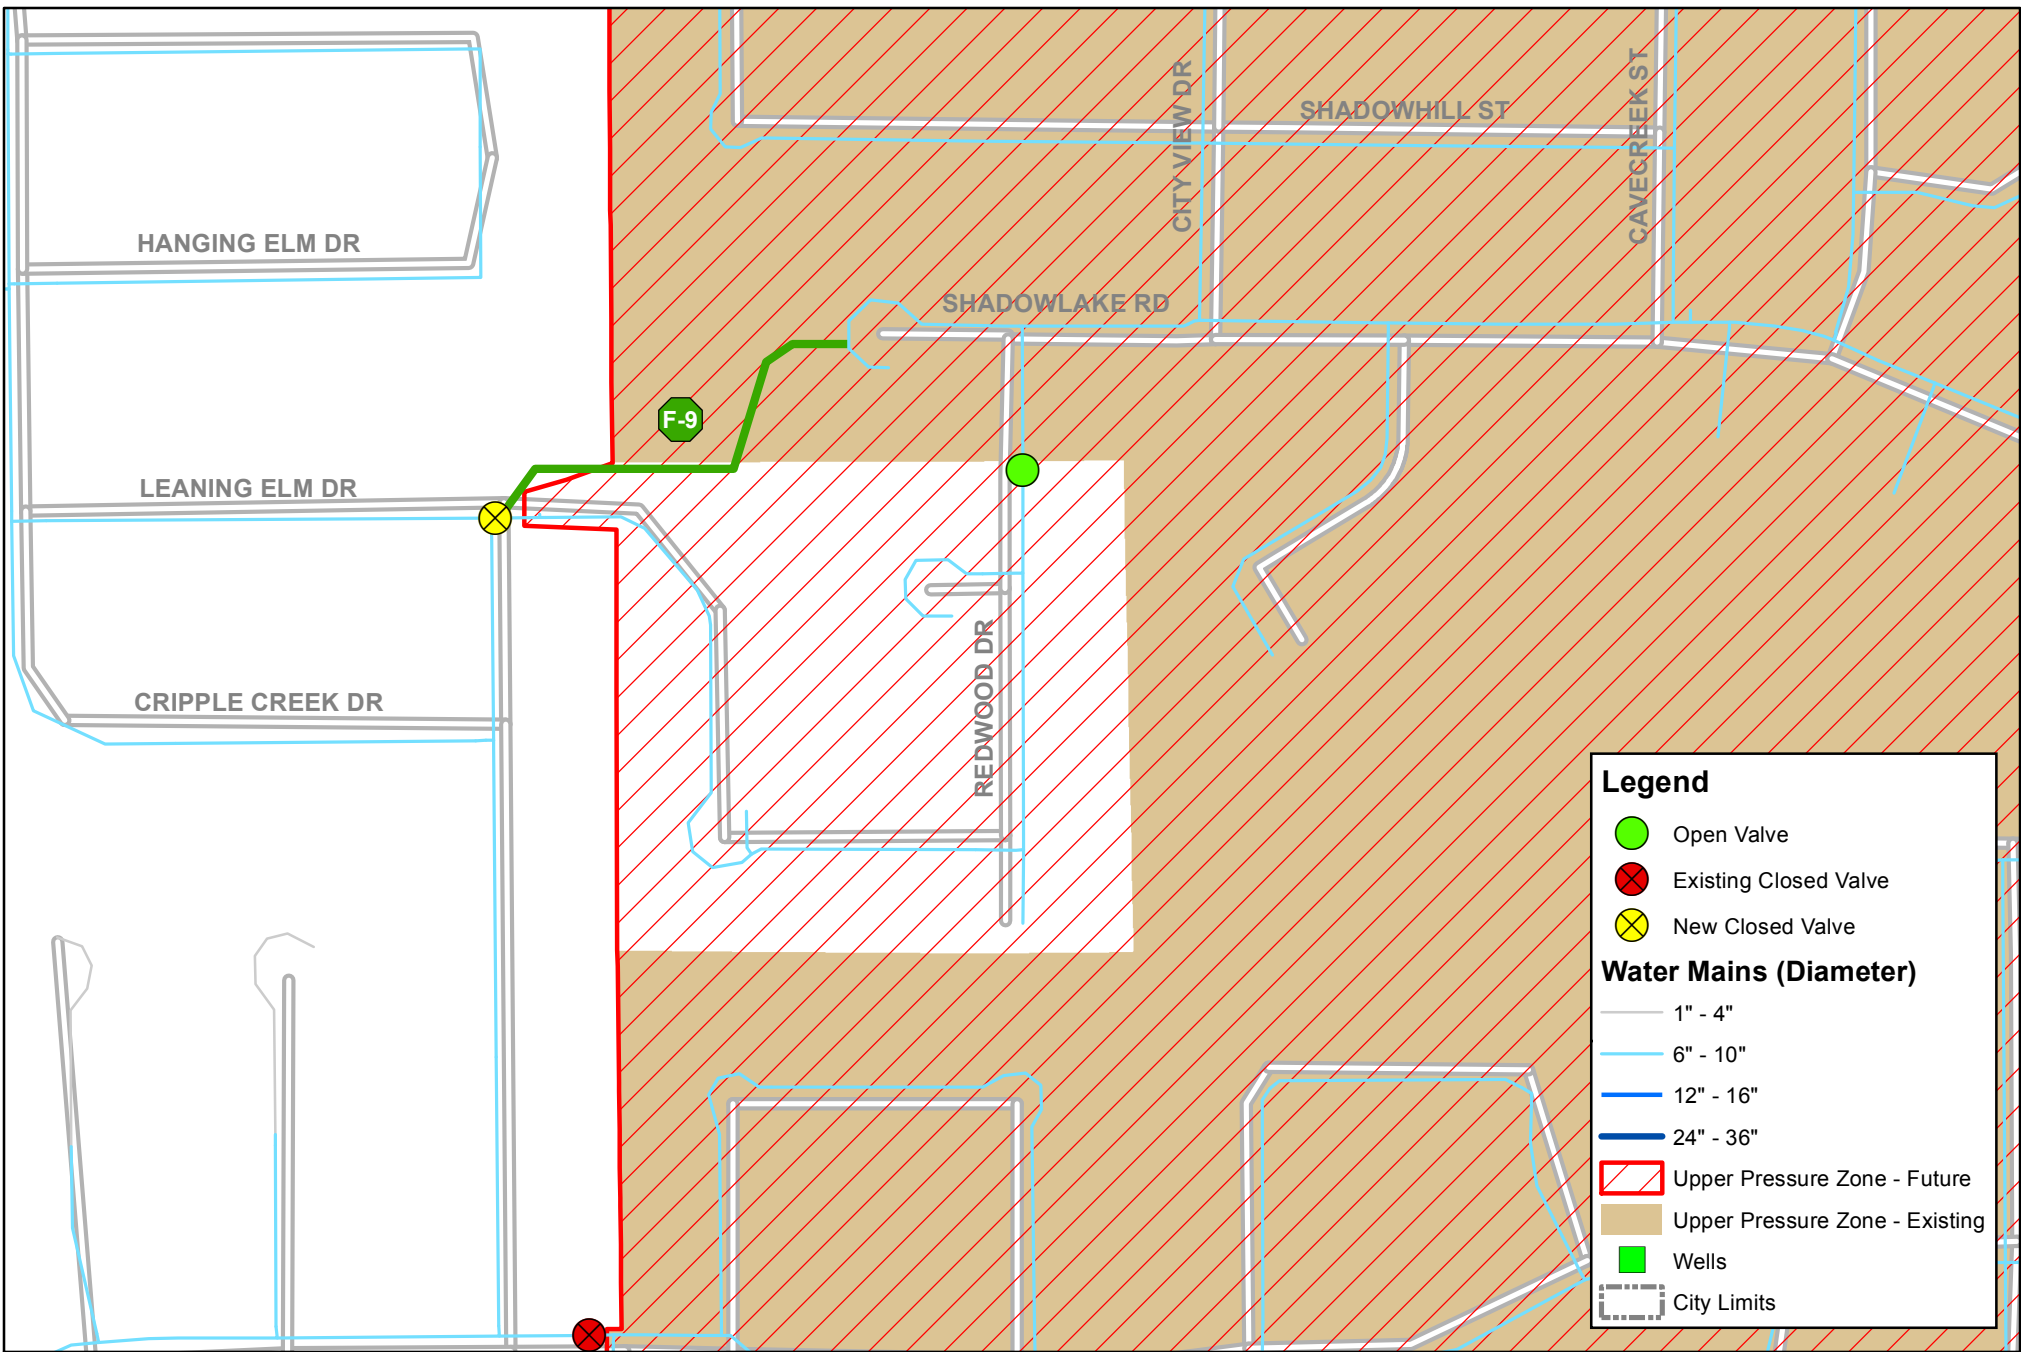 CITY VIEW DR
SHADOWHILL ST
CAVECREEK ST
HANGING ELM DR
SHADOWLAKE RD
F-9
LEANING ELM DR
REDWOOD DR
CRIPPLE CREEK DR
Legend
Open Valve
Existing Closed Valve
New Closed Valve
Water Mains (Diameter)
1" - 4"
6" - 10"
12" - 16"
24" - 36"
Upper Pressure Zone - Future
Upper Pressure Zone - Existing
Wells
City Limits